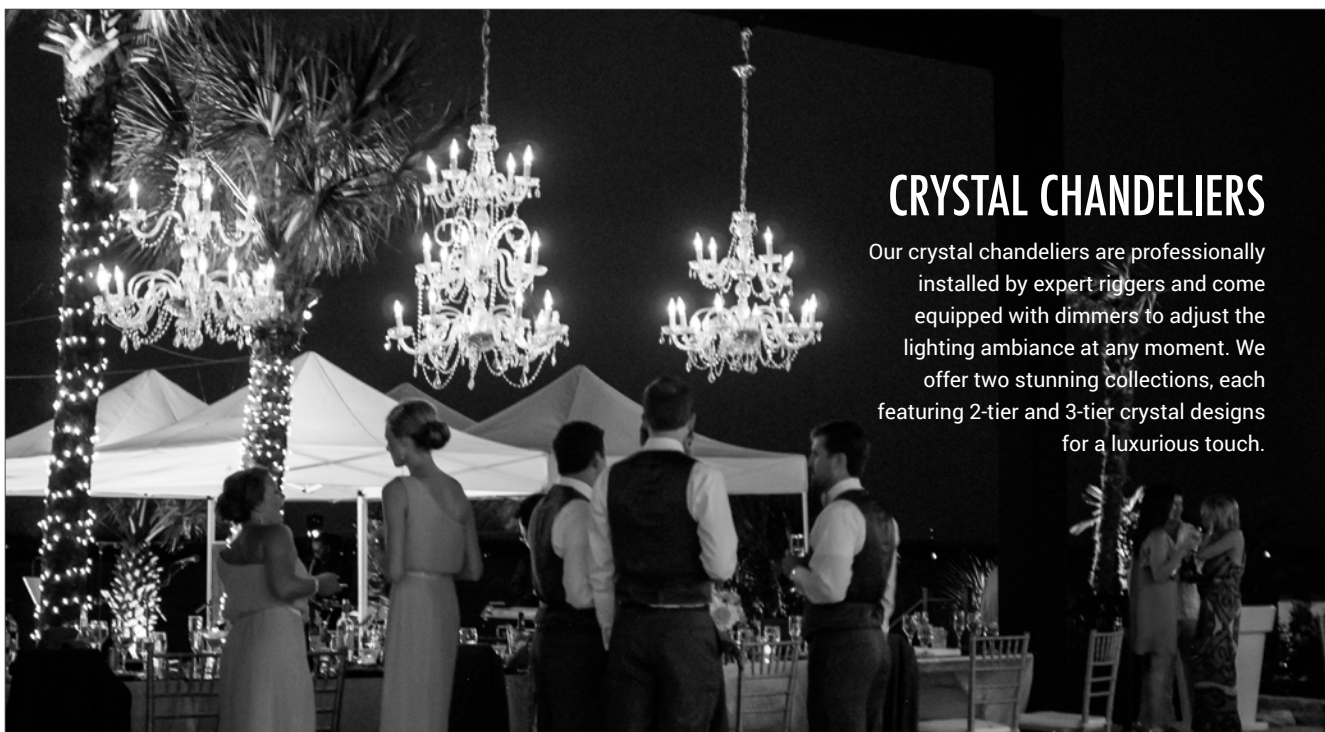 CRYSTAL CHANDELIERS
Our crystal chandeliers are professionally
installed by expert riggers and come
equipped with dimmers to adjust the
lighting ambiance at any moment. We
offer two stunning collections, each
featuring 2-tier and 3-tier crystal designs
for a luxurious touch.